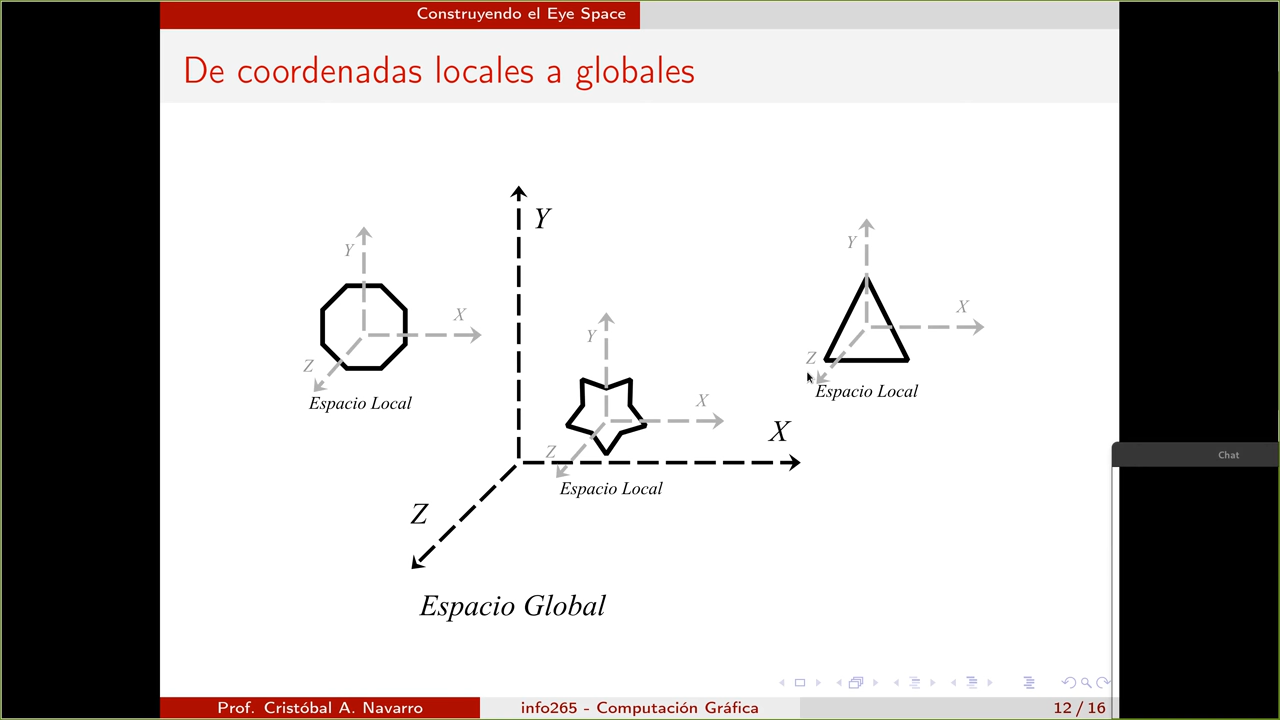 Construyendo el Eye Space
De coordenadas locales a globales
Y
Y
X
Z
Espacio Local
Y
X
Z
Espacio Local
Y
X
Z
Espacio Local
X
Z
Espacio Global
Chat
Prof. Cristóbal A. Navarro
info265 - Computación Gráfica
12 / 16